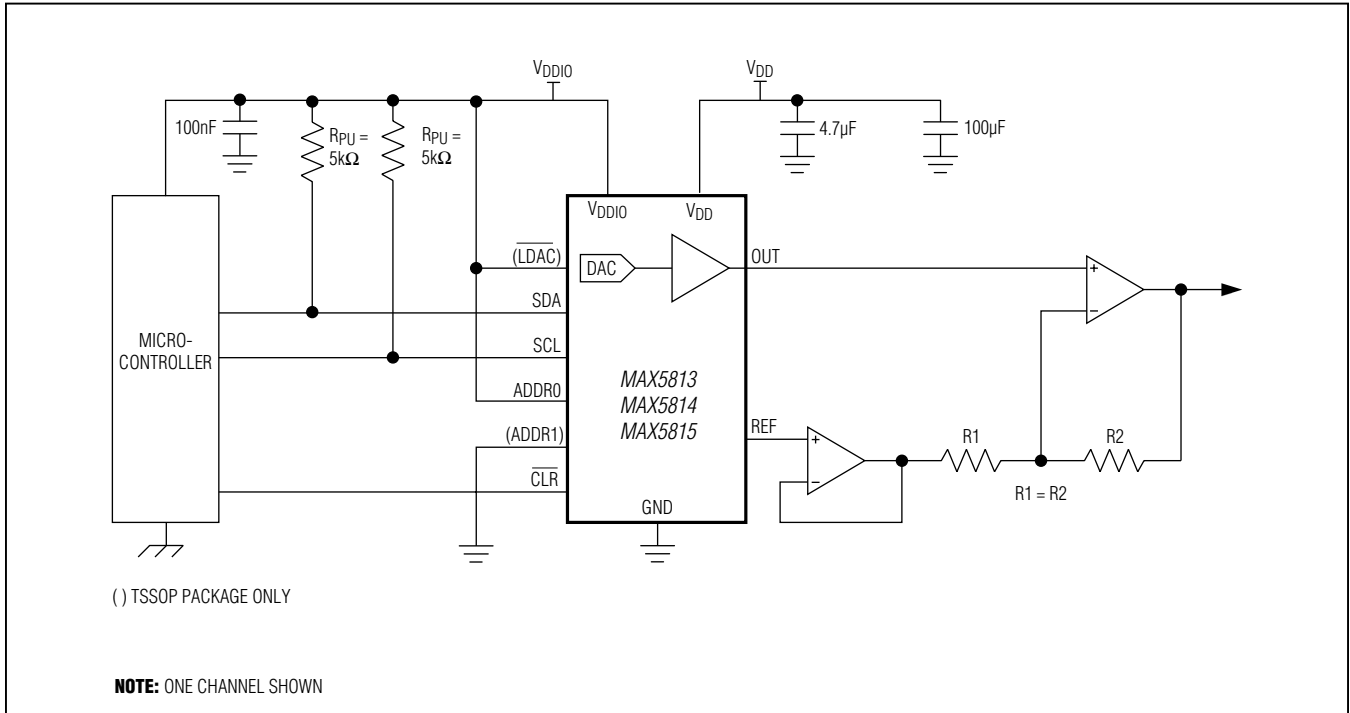 VDDIO
VDD
100nF
RPU =
5kΩ
RPU =
5kΩ
4.7µF
100µF
VDDIO
VDD
(LDAC)
DAC
OUT
+
−
SDA
MICRO-
CONTROLLER
SCL
ADDR0
MAX5813
MAX5814
MAX5815
(ADDR1)
REF
+
−
R1
R2
R1 = R2
CLR
GND
( ) TSSOP PACKAGE ONLY
NOTE: ONE CHANNEL SHOWN